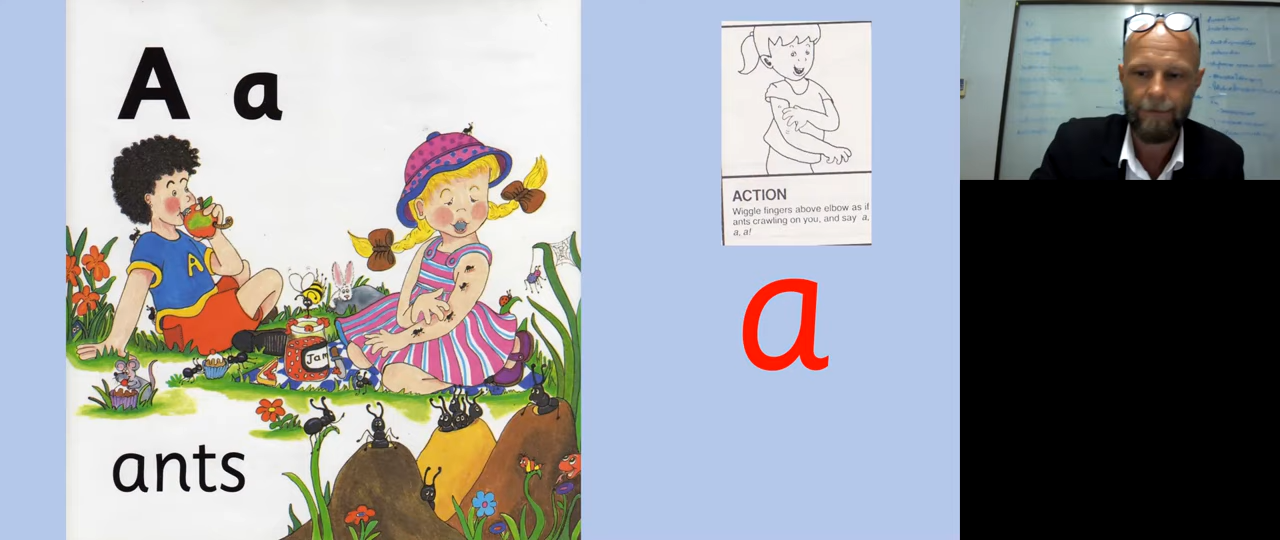 A a
A
Jam
ants
ACTION
Wiggle fingers above elbow as if
ants crawling on you, and say a,
a, a!
a